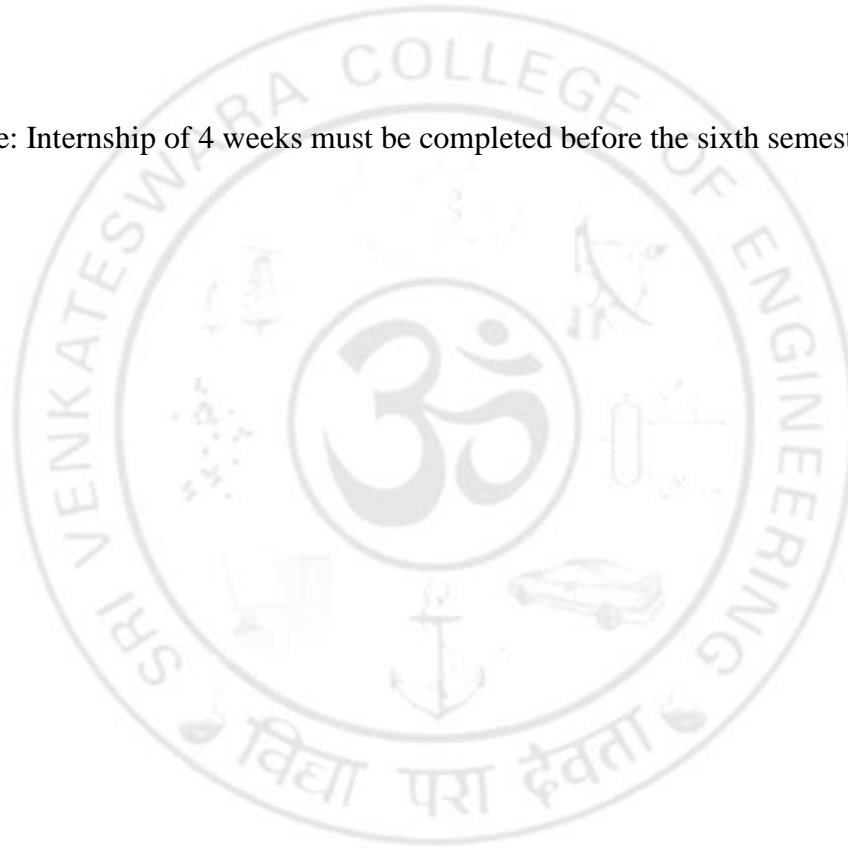 SRI VENKATESWARA COLLEGE OF ENGINEERING
e: Internship of 4 weeks must be completed before the sixth semest
ॐ
विद्या परा देवता